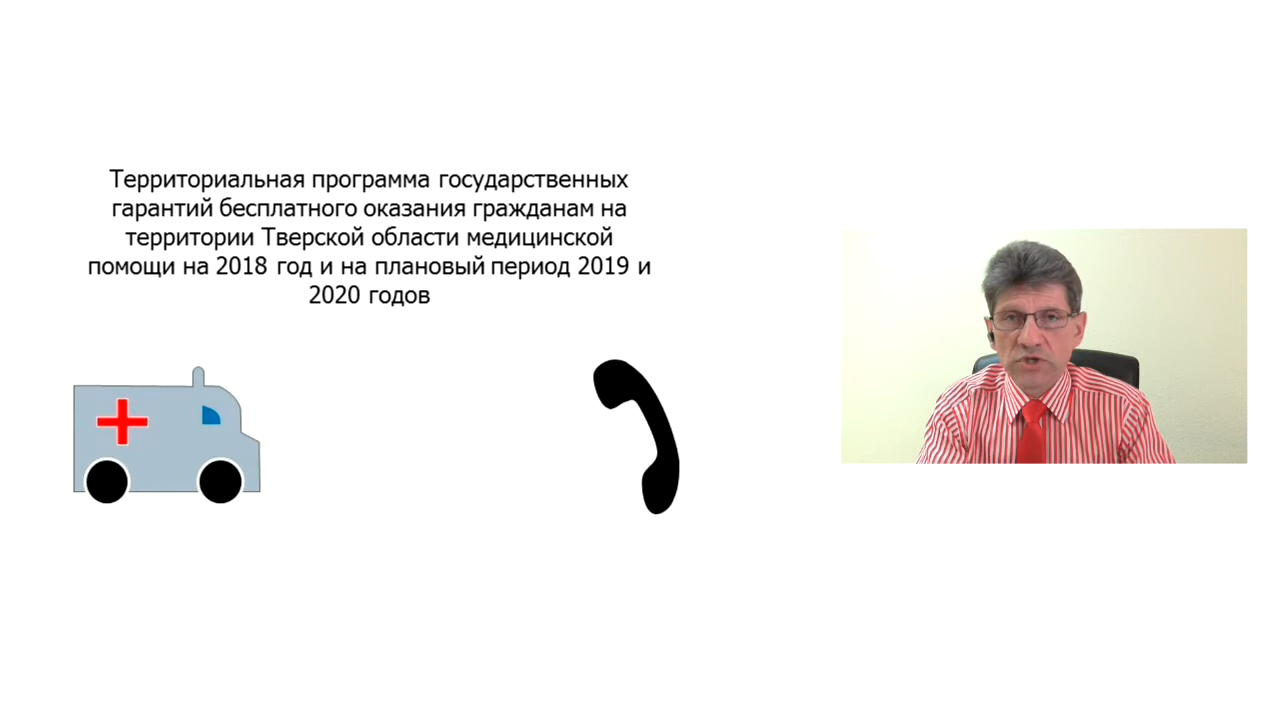 Территориальная программа государственных
гарантий бесплатного оказания гражданам на
территории Тверской области медицинской
помощи на 2018 год и на плановый период 2019 и
2020 годов